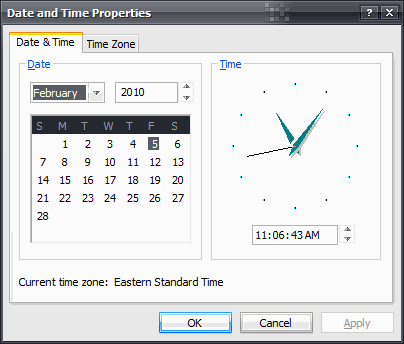 Date and Time Properties
Date & Time Time Zone
Date
February 2010
S M T W T F S
1 2 3 4 5 6
7 8 9 10 11 12 13
14 15 16 17 18 19 20
21 22 23 24 25 26 27
28
Time
11:06:43 AM
Current time zone: Eastern Standard Time
OK Cancel Apply